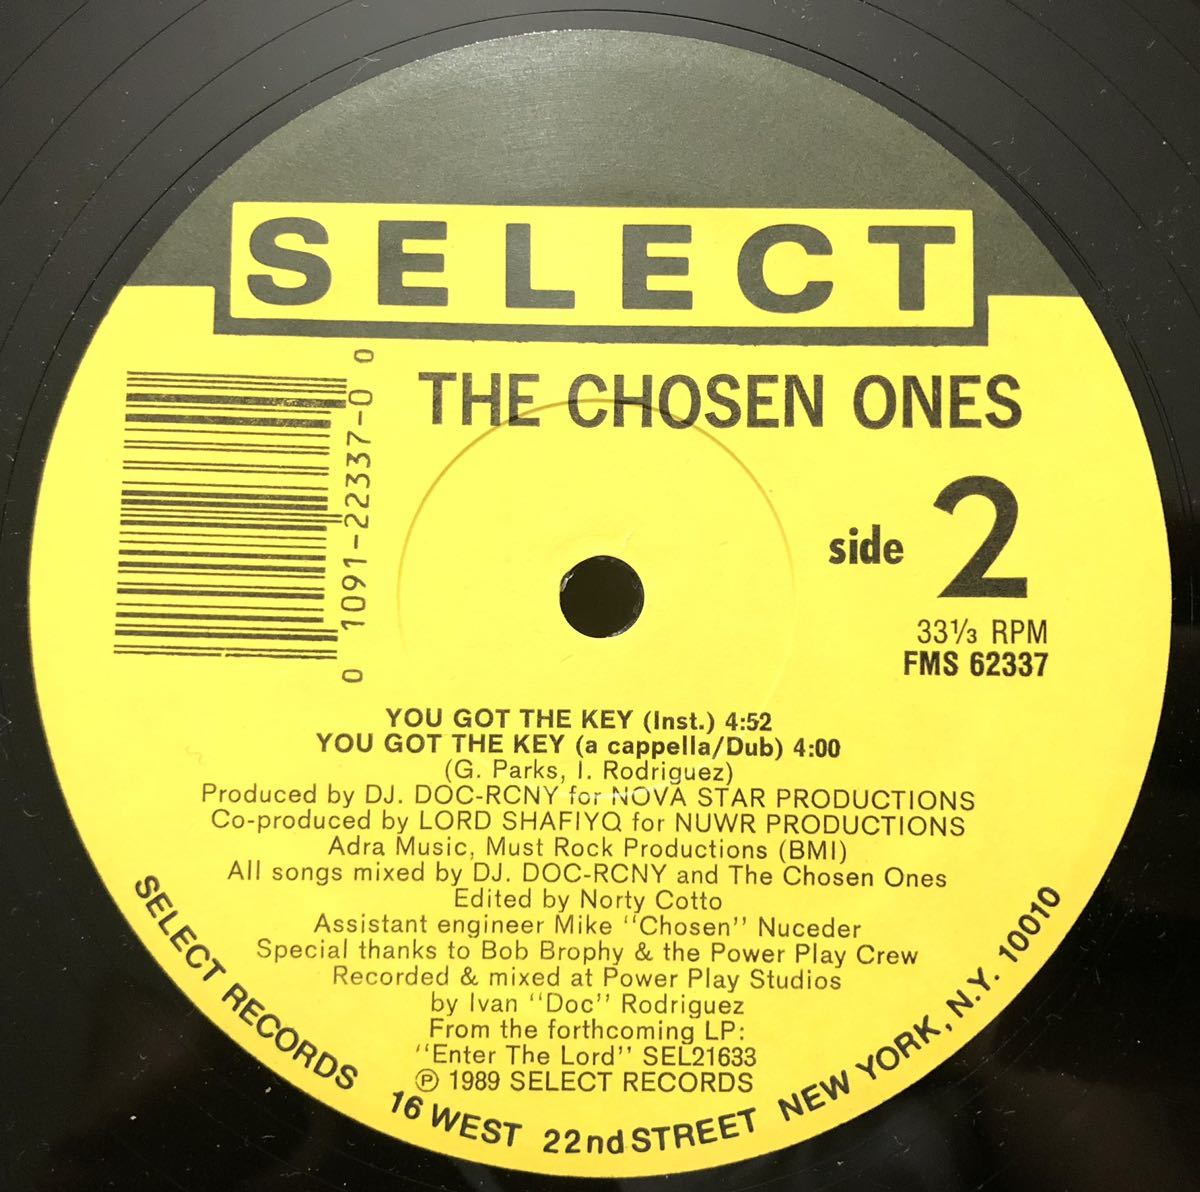 SELECT
THE CHOSEN ONES
0 1091-22337-0 0
side 2
33⅓ RPM
FMS 62337
YOU GOT THE KEY (Inst.) 4:52
YOU GOT THE KEY (a cappella/Dub) 4:00
(G. Parks, I. Rodriguez)
Produced by DJ. DOC-RCNY for NOVA STAR PRODUCTIONS
Co-produced by LORD SHAFIYQ for NUWR PRODUCTIONS
Adra Music, Must Rock Productions (BMI)
All songs mixed by DJ. DOC-RCNY and The Chosen Ones
Edited by Norty Cotto
Assistant engineer Mike "Chosen" Nuceder
Special thanks to Bob Brophy & the Power Play Crew
Recorded & mixed at Power Play Studios
by Ivan "Doc" Rodriguez
From the forthcoming LP:
"Enter The Lord" SEL21633
℗ 1989 SELECT RECORDS
SELECT RECORDS 16 WEST 22nd STREET NEW YORK, N.Y. 10010